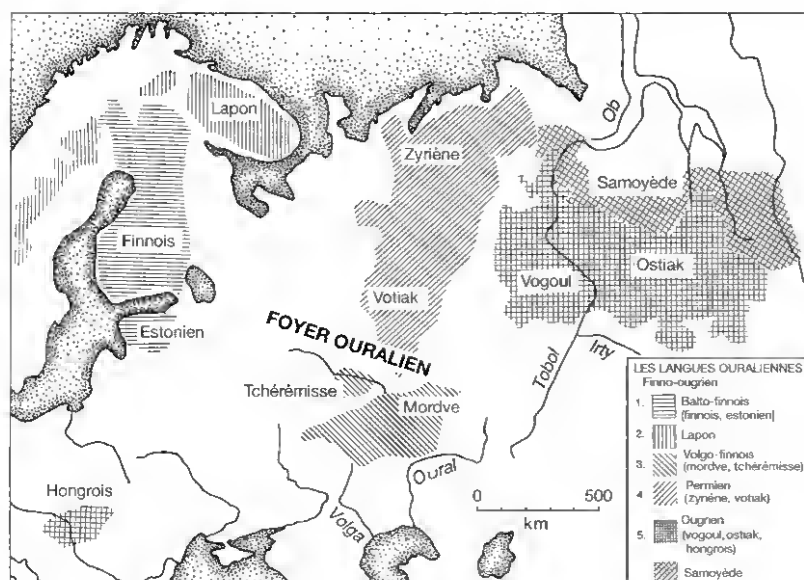 Lapon
Ob
Zyriène
Samoyède
Finnois
Vogoul
Ostiak
Votiak
Estonien
FOYER OURALIEN
Tobol
Irty
Tchérémisse
Mordve
Oural
Volga
Hongrois
0 500
km
LES LANGUES OURALIENNES
Finno-ougrien
1. Balto-finnois
(finnois, estonien]
2. Lapon
3. Volgo-finnois
(mordve, tchérémisse)
4 Permien
(zyriène, votiak)
5. Ougrien
(vogoul, ostiak,
hongrois)
Samoyède